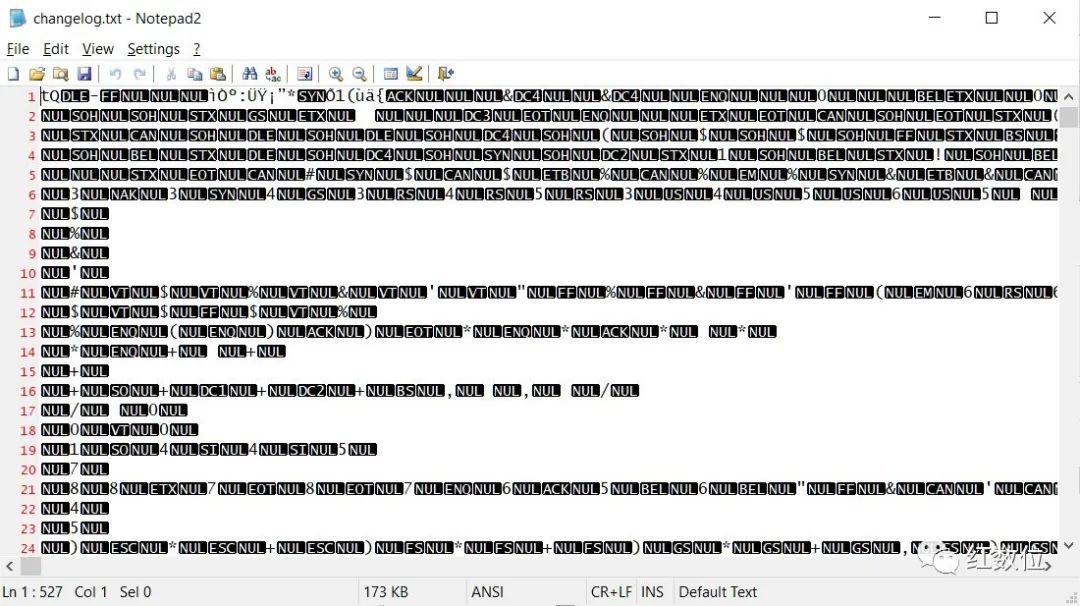 changelog.txt - Notepad2
File Edit View Settings ?
1 tQDLE-FFNULNULNULìÒº:ÜŸ¡"*SYNÕ1(ùä{ACKNULNULNUL&DC4NULNUL&DC4NULNULENQNULNULNULONULNULNULBELETXNULNULO
2 NULSOHNULSOHNULSTXNULGSNULETXNUL NULNULNULDC3NULEOTNULENQNULNULNULETXNULEOTNULCANNULSOHNULEOTNULSTXNUL
3 NULSTXNULCANNULSOHNULDLENULSOHNULDLENULSOHNULDC4NULSOHNUL(NULSOHNUL$NULSOHNUL$NULSOHNULFFNULSTXNULBSNUL
4 NULSOHNULBELNULSTXNULDLENULSOHNULDC4NULSOHNULSYNNULSOHNULDC2NULSTXNUL1NULSOHNULBELNULSTXNUL!NULSOHNULBEL
5 NULNULNULSTXNULEOTNULCANNUL#NULSYNNUL$NULCANNUL$NULETBNUL%NULCANNUL%NULEMNUL%NULSYNNUL&NULETBNUL&NULCAN
6 NUL3NULNAKNUL3NULSYNNUL4NULGSNUL3NULRSNUL4NULRSNUL5NULRSNUL3NULUSNUL4NULUSNUL5NULUSNUL6NULUSNUL5NUL NUL
7 NUL$NUL
8 NUL%NUL
9 NUL&NUL
10 NUL'NUL
11 NUL#NULVTNUL$NULVTNUL%NULVTNUL&NULVTNUL'NULVTNUL"NULFFNUL%NULFFNUL&NULFFNUL'NULFFNUL(NULEMNUL6NULRSNUL6
12 NUL$NULVTNUL$NULFFNUL$NULVTNUL%NUL
13 NUL%NULENQNUL(NULENQNUL)NULACKNUL)NULEOTNUL*NULENQNUL*NULACKNUL*NUL NUL*NUL
14 NUL*NULENQNUL+NUL NUL+NUL
15 NUL+NUL
16 NUL+NULSONUL+NULDC1NUL+NULDC2NUL+NULBSNUL,NUL NUL,NUL NUL/NUL
17 NUL/NUL NULONUL
18 NULONULVTNULONUL
19 NUL1NULSONUL4NULSINUL4NULSINUL5NUL
20 NUL7NUL
21 NUL8NUL8NULETXNUL7NULEOTNUL8NULEOTNUL7NULENQNUL6NULACKNUL5NULBELNUL6NULBELNUL"NULFFNUL&NULCANNUL'NULCAN
22 NUL4NUL
23 NUL5NUL
24 NUL)NULESCNUL*NULESCNUL+NULESCNUL)NULFSNUL*NULFSNUL+NULFSNUL)NULGSNUL*NULGSNUL+NULGSNUL,
红数位
Ln 1 : 527 Col 1 Sel 0 173 KB ANSI CR+LF INS Default Text